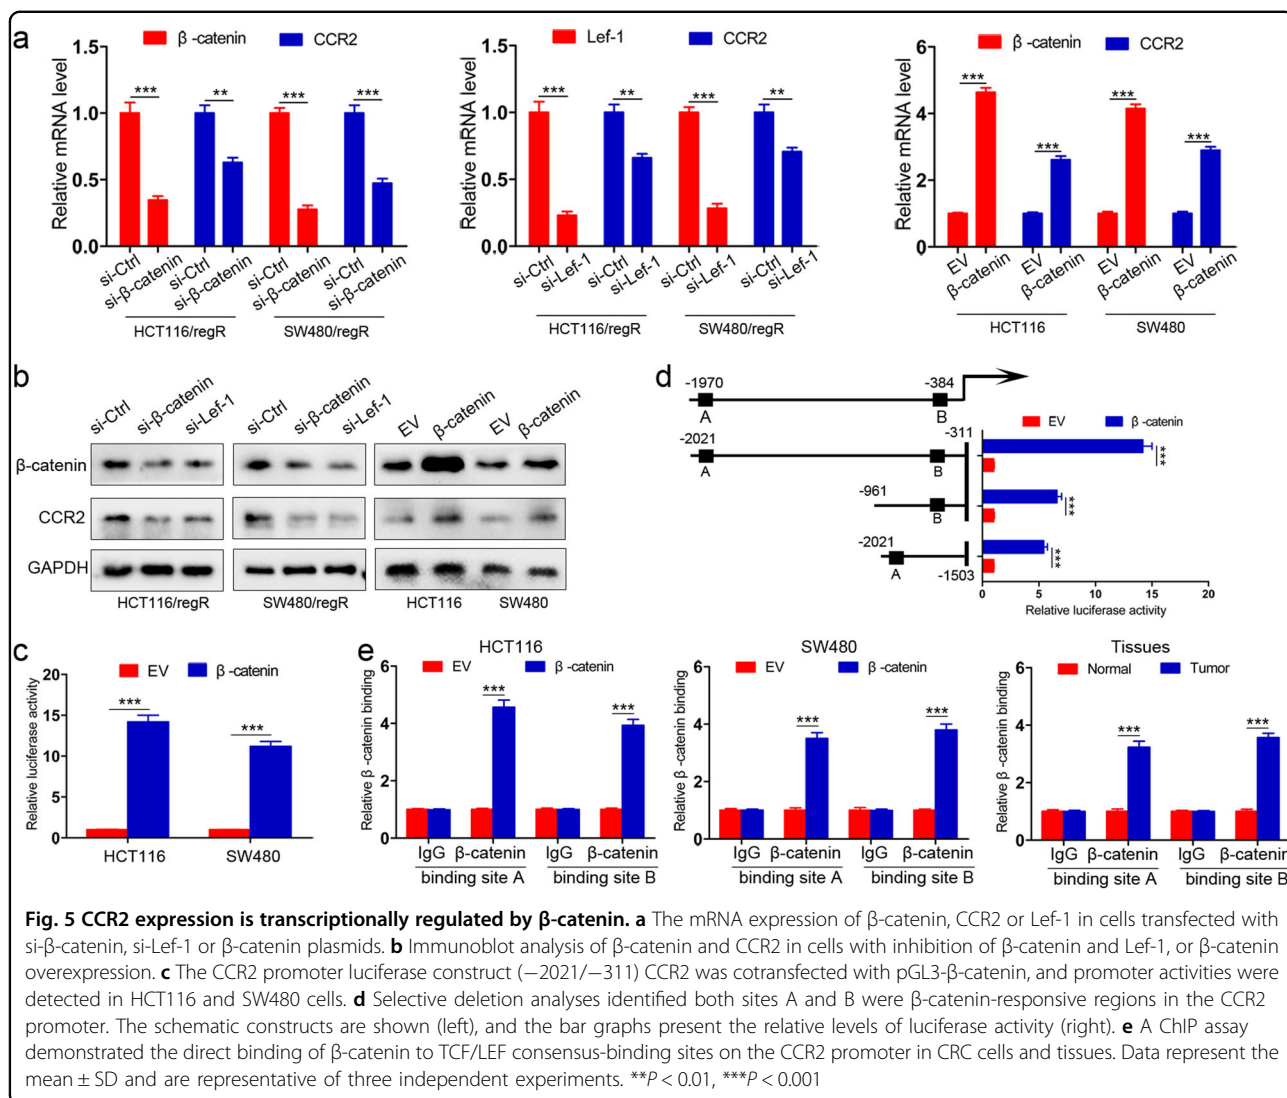 a
β -catenin
CCR2
Relative mRNA level
1.5
1.0
0.5
0.0
***
**
***
***
si-Ctrl
si-β-catenin
si-Ctrl
si-β-catenin
si-Ctrl
si-β-catenin
si-Ctrl
si-β-catenin
HCT116/regR
SW480/regR
Lef-1
CCR2
Relative mRNA level
1.5
1.0
0.5
0.0
***
**
***
**
si-Ctrl
si-Lef-1
si-Ctrl
si-Lef-1
si-Ctrl
si-Lef-1
si-Ctrl
si-Lef-1
HCT116/regR
SW480/regR
β -catenin
CCR2
Relative mRNA level
6
4
2
0
***
***
***
***
EV
β-catenin
EV
β-catenin
EV
β-catenin
EV
β-catenin
HCT116
SW480
b
si-Ctrl
si-β-catenin
si-Lef-1
si-Ctrl
si-β-catenin
si-Lef-1
EV
β-catenin
EV
β-catenin
β-catenin
CCR2
GAPDH
HCT116/regR
SW480/regR
HCT116
SW480
d
-1970
-384
A
B
-2021
-311
A
B
-961
B
-2021
A
-1503
EV
β -catenin
***
***
***
0
5
10
15
20
Relative luciferase activity
c
EV
β -catenin
Relative luciferase activity
20
15
10
5
0
***
***
HCT116
SW480
e
HCT116
EV
β -catenin
Relative β -catenin binding
6
4
2
0
***
***
IgG β-catenin IgG β-catenin
binding site A binding site B
SW480
EV
β -catenin
Relative β -catenin binding
6
4
2
0
***
***
IgG β-catenin IgG β-catenin
binding site A binding site B
Tissues
Normal
Tumor
Relative β -catenin binding
6
4
2
0
***
***
IgG β-catenin IgG β-catenin
binding site A binding site B
Fig. 5 CCR2 expression is transcriptionally regulated by β-catenin. a The mRNA expression of β-catenin, CCR2 or Lef-1 in cells transfected with
si-β-catenin, si-Lef-1 or β-catenin plasmids. b Immunoblot analysis of β-catenin and CCR2 in cells with inhibition of β-catenin and Lef-1, or β-catenin
overexpression. c The CCR2 promoter luciferase construct (−2021/−311) CCR2 was cotransfected with pGL3-β-catenin, and promoter activities were
detected in HCT116 and SW480 cells. d Selective deletion analyses identified both sites A and B were β-catenin-responsive regions in the CCR2
promoter. The schematic constructs are shown (left), and the bar graphs present the relative levels of luciferase activity (right). e A ChIP assay
demonstrated the direct binding of β-catenin to TCF/LEF consensus-binding sites on the CCR2 promoter in CRC cells and tissues. Data represent the
mean ± SD and are representative of three independent experiments. **P < 0.01, ***P < 0.001